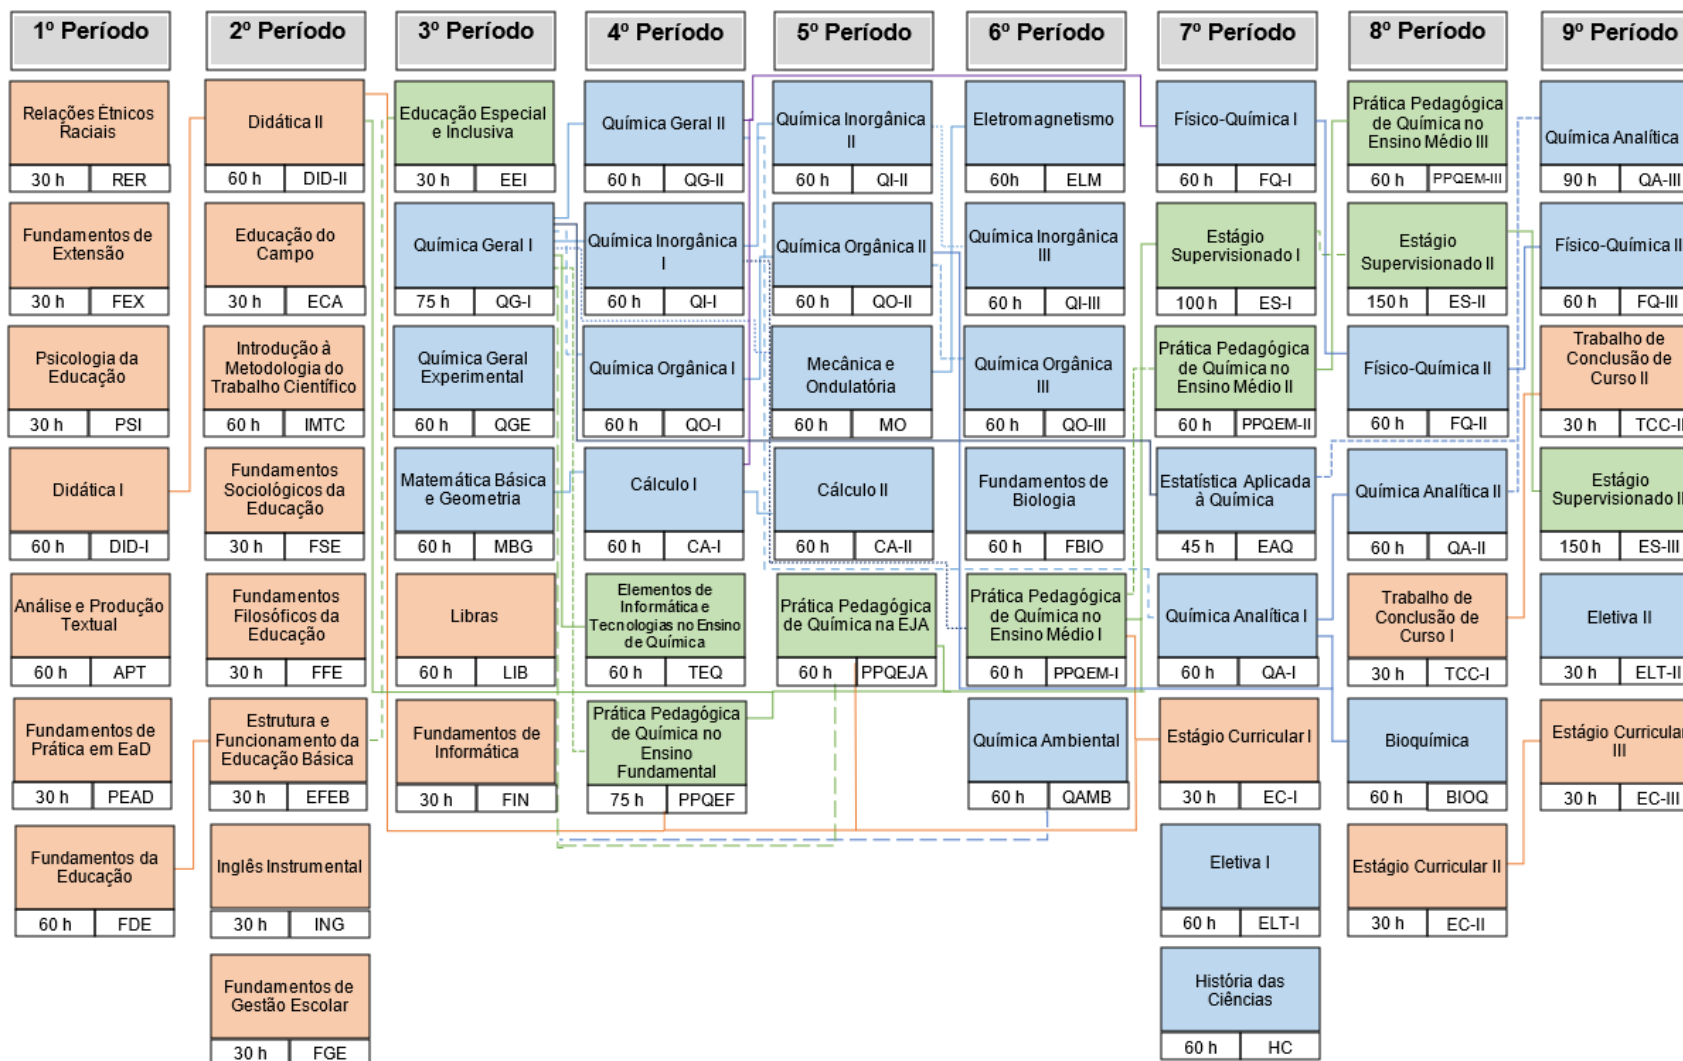 1º Período
2º Período
3º Período
4º Período
5º Período
6º Período
7º Período
8º Período
9º Período
Relações Étnicos
Raciais
30 h
RER
Fundamentos de
Extensão
30 h
FEX
Psicologia da
Educação
30 h
PSI
Didática I
60 h
DID-I
Análise e Produção
Textual
60 h
APT
Fundamentos de
Prática em EaD
30 h
PEAD
Fundamentos da
Educação
60 h
FDE
Didática II
60 h
DID-II
Educação do
Campo
30 h
ECA
Introdução à
Metodologia do
Trabalho Científico
60 h
IMTC
Fundamentos
Sociológicos da
Educação
30 h
FSE
Fundamentos
Filosóficos da
Educação
30 h
FFE
Estrutura e
Funcionamento da
Educação Básica
30 h
EFEB
Inglês Instrumental
30 h
ING
Fundamentos de
Gestão Escolar
30 h
FGE
Educação Especial
e Inclusiva
30 h
EEI
Química Geral I
75 h
QG-I
Química Geral
Experimental
60 h
QGE
Matemática Básica
e Geometria
60 h
MBG
Libras
60 h
LIB
Fundamentos de
Informática
30 h
FIN
Química Geral II
60 h
QG-II
Química Inorgânica
I
60 h
QI-I
Química Orgânica I
60 h
QO-I
Cálculo I
60 h
CA-I
Elementos de
Informática e
Tecnologias no Ensino
de Química
60 h
TEQ
Prática Pedagógica
de Química no
Ensino
Fundamental
75 h
PPQEF
Química Inorgânica
II
60 h
QI-II
Química Orgânica II
60 h
QO-II
Mecânica e
Ondulatória
60 h
MO
Cálculo II
60 h
CA-II
Prática Pedagógica
de Química na EJA
60 h
PPQEJA
Eletromagnetismo
60h
ELM
Química Inorgânica
III
60 h
QI-III
Química Orgânica
III
60 h
QO-III
Fundamentos de
Biologia
60 h
FBIO
Prática Pedagógica
de Química no
Ensino Médio I
60 h
PPQEM-I
Química Ambiental
60 h
QAMB
Físico-Química I
60 h
FQ-I
Estágio
Supervisionado I
100 h
ES-I
Prática Pedagógica
de Química no
Ensino Médio II
60 h
PPQEM-II
Estatística Aplicada
à Química
45 h
EAQ
Química Analítica I
60 h
QA-I
Estágio Curricular I
30 h
EC-I
Eletiva I
60 h
ELT-I
História das
Ciências
60 h
HC
Prática Pedagógica
de Química no
Ensino Médio III
60 h
PPQEM-III
Estágio
Supervisionado II
150 h
ES-II
Físico-Química II
60 h
FQ-II
Química Analítica II
60 h
QA-II
Trabalho de
Conclusão de
Curso I
30 h
TCC-I
Bioquímica
60 h
BIOQ
Estágio Curricular II
30 h
EC-II
Química Analítica
90 h
QA-III
Físico-Química II
60 h
FQ-III
Trabalho de
Conclusão de
Curso II
30 h
TCC-II
Estágio
Supervisionado II
150 h
ES-III
Eletiva II
30 h
ELT-II
Estágio Curricular
III
30 h
EC-III